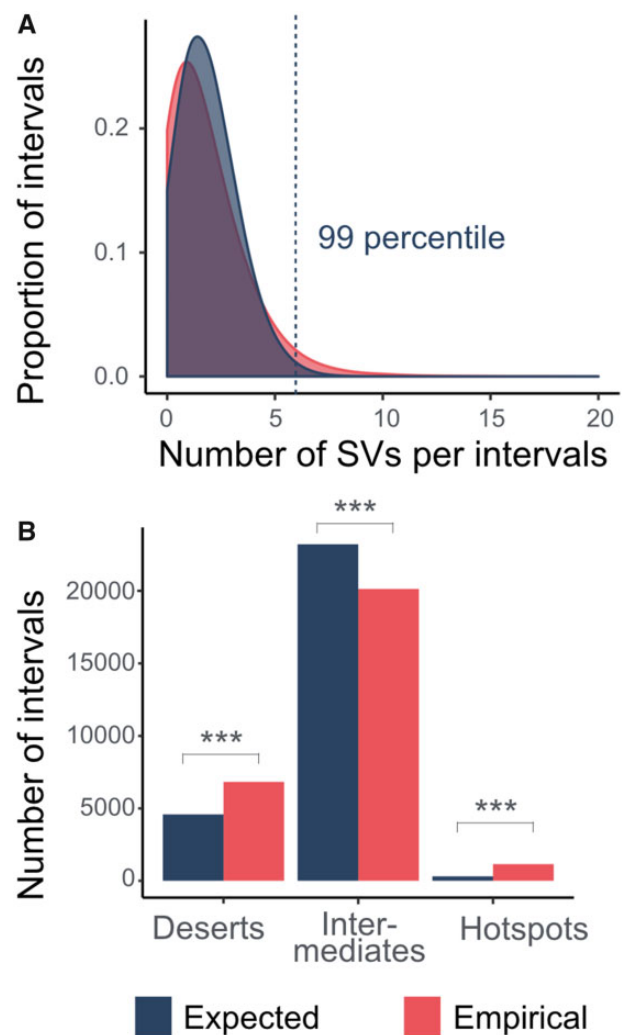 A
Proportion of intervals
0.2
0.1
0.0
99 percentile
0
5
10
15
20
Number of SVs per intervals
B
Number of intervals
20000
15000
10000
5000
0
***
***
***
Deserts
Inter-
mediates
Hotspots
Expected
Empirical